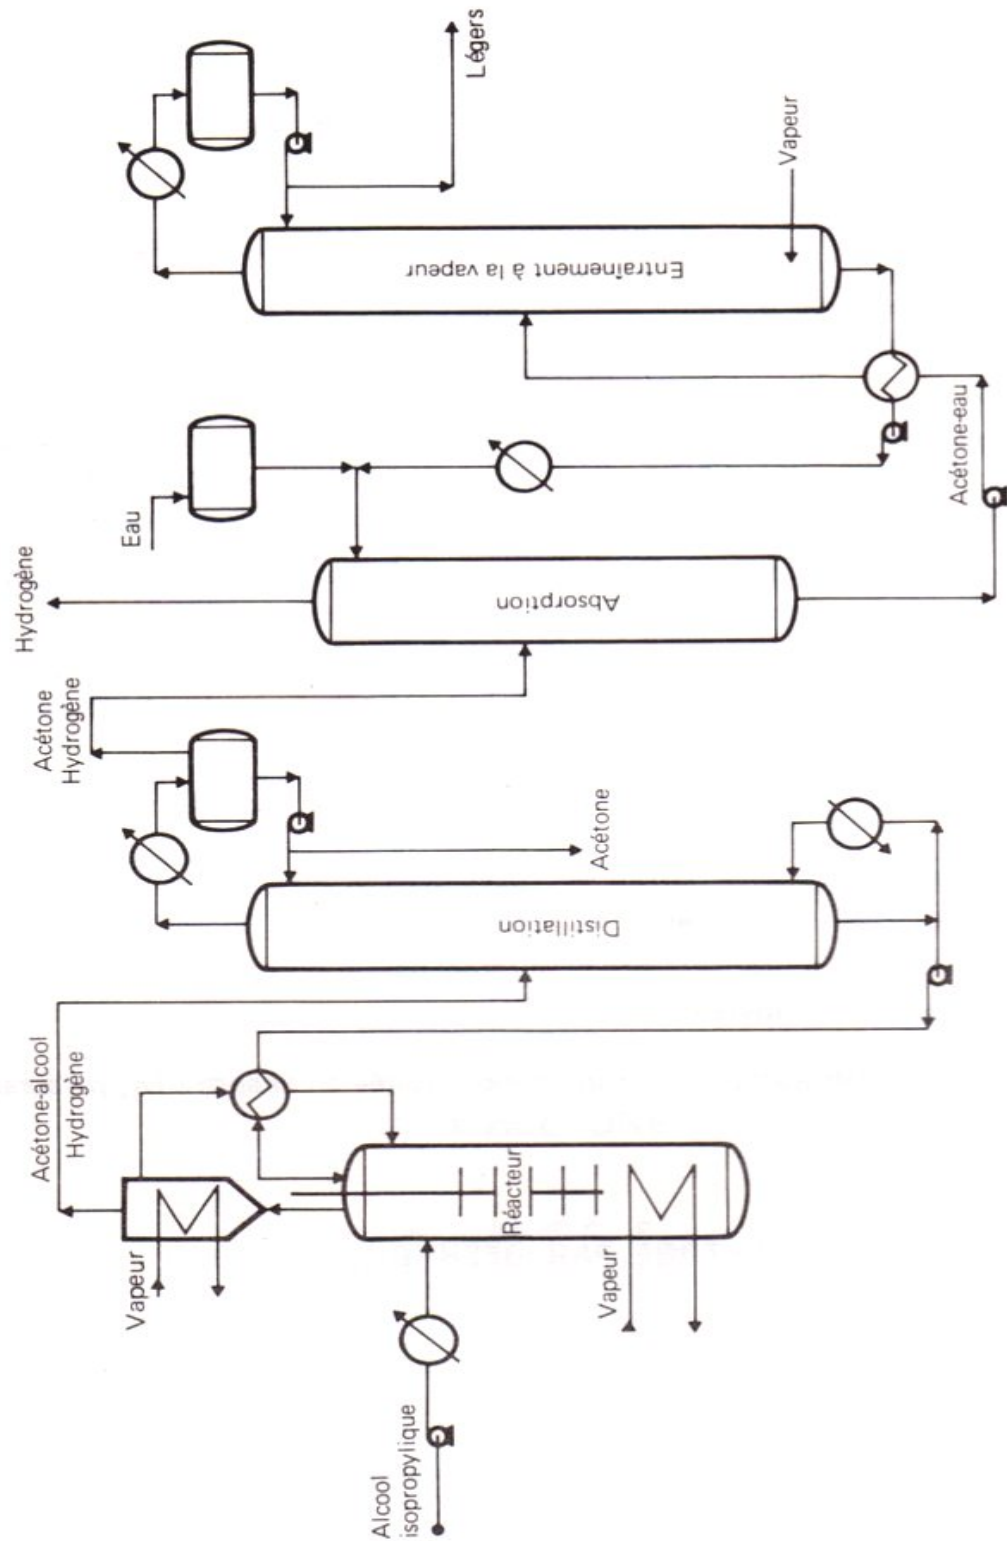 Alcool
isopropylique
Vapeur
Vapeur
Réacteur
Acétone-alcool
Hydrogène
Distillation
Acétone
Acétone
Hydrogène
Hydrogène
Absorption
Eau
Acétone-eau
Entraînement à la vapeur
Vapeur
Légers